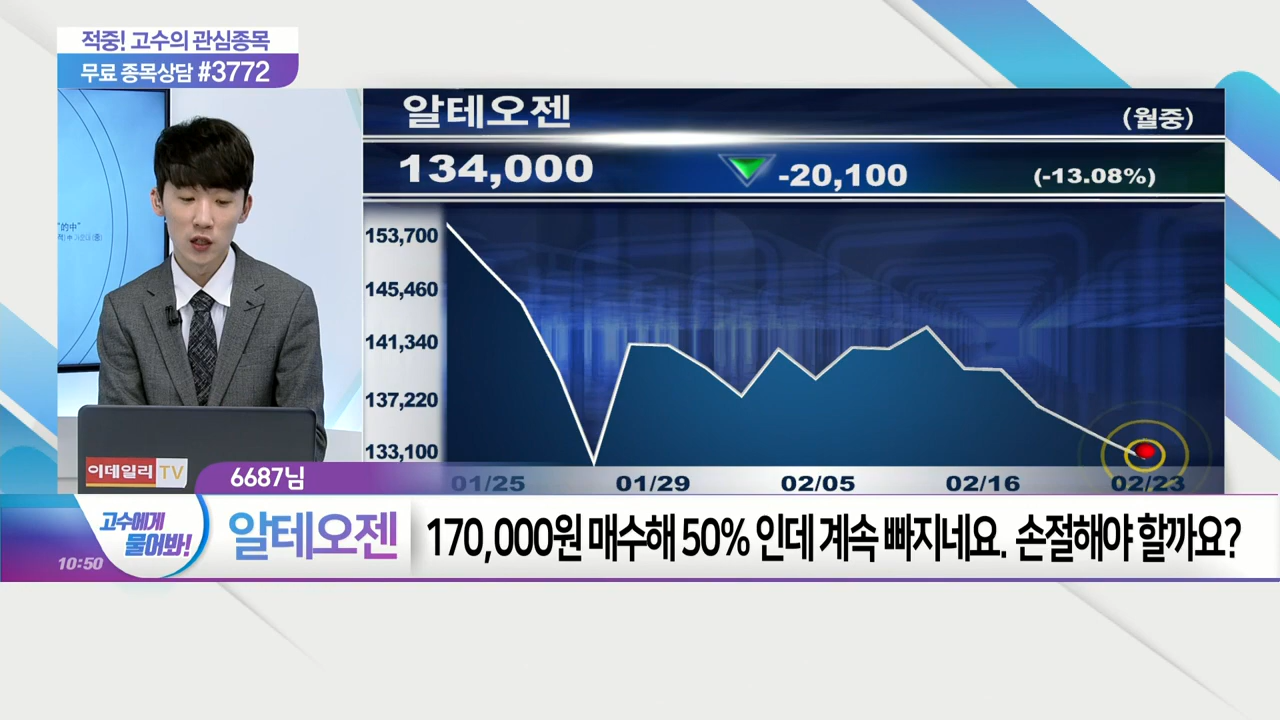 적중! 고수의 관심종목
무료 종목상담 #3772
"的中"
알테오젠
(월중)
134,000
-20,100
(-13.08%)
153,700
145,460
141,340
137,220
133,100
01/25
01/29
02/05
02/16
02/23
이데일리 TV
6687님
고수에게
물어봐!
10:50
알테오젠
170,000원 매수해 50% 인데 계속 빠지네요. 손절해야 할까요?